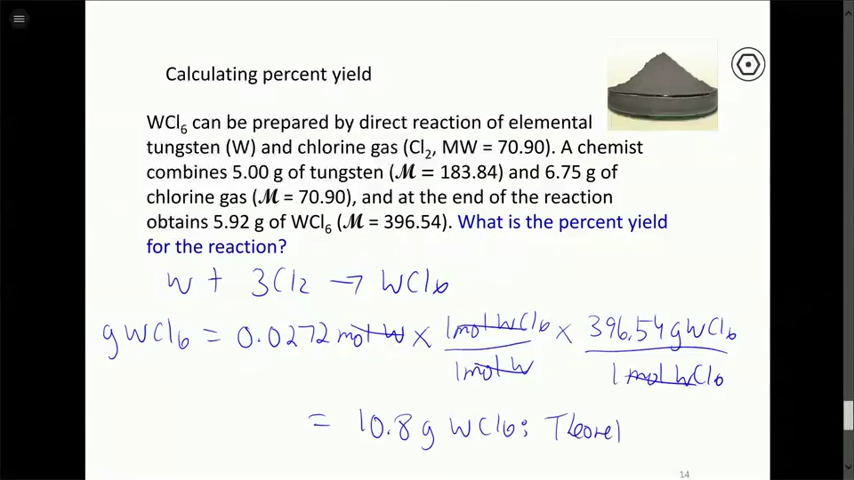 Calculating percent yield
WCl6 can be prepared by direct reaction of elemental
tungsten (W) and chlorine gas (Cl2, MW = 70.90). A chemist
combines 5.00 g of tungsten (ℳ = 183.84) and 6.75 g of
chlorine gas (ℳ = 70.90), and at the end of the reaction
obtains 5.92 g of WCl6 (ℳ = 396.54). What is the percent yield
for the reaction?
W + 3Cl2 → WCl6
g WCl6 = 0.0272 mol W × 1 mol WCl6 / 1 mol W × 396.54 g WCl6 / 1 mol WCl6
= 10.8 g WCl6: Theoret
14